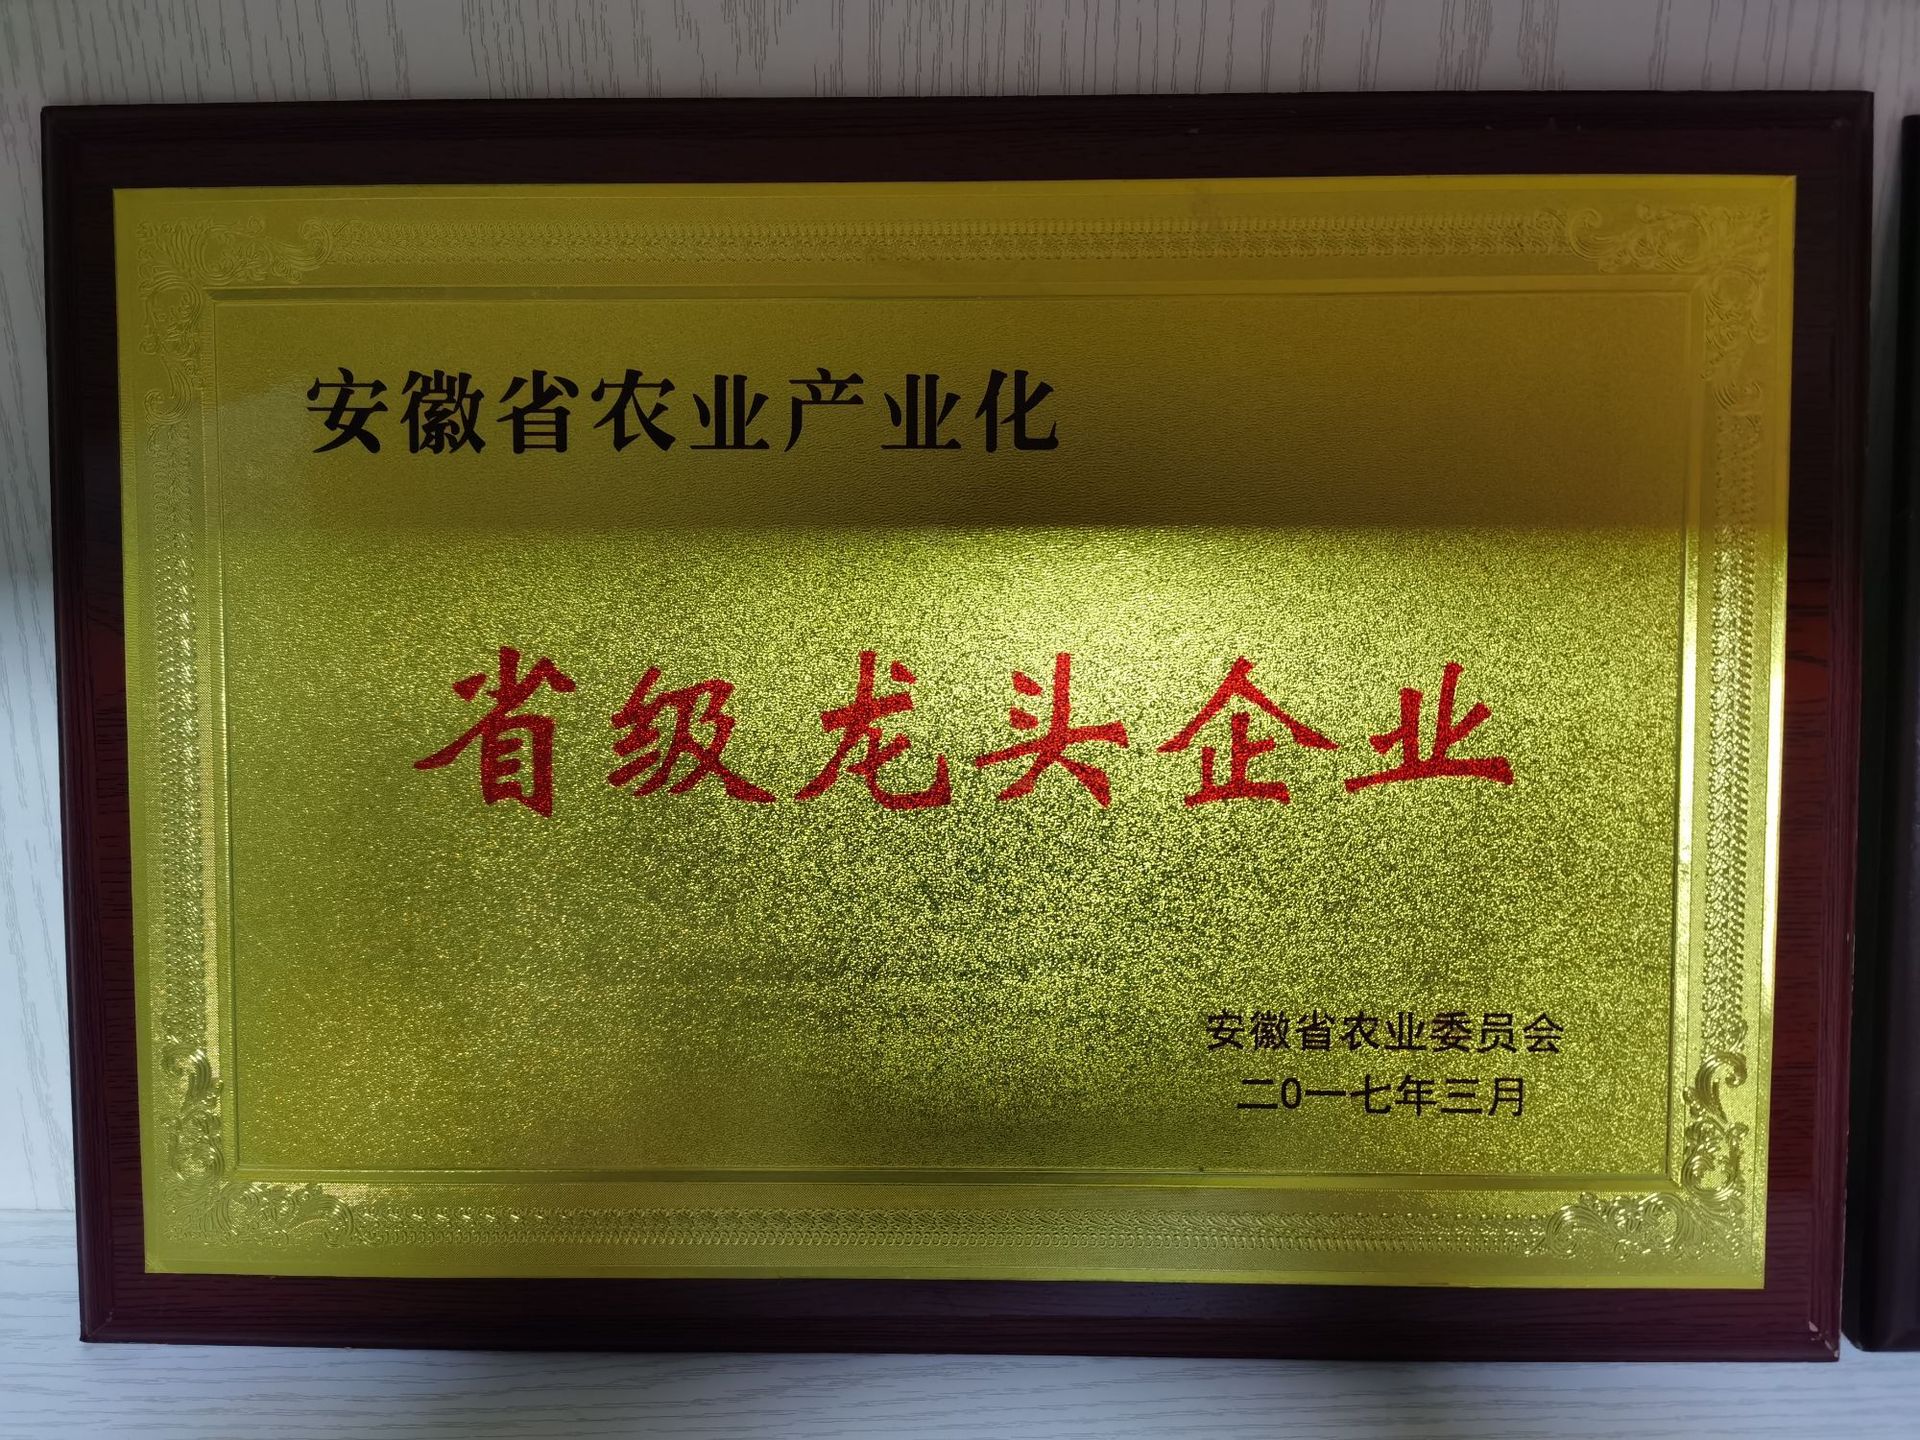 安徽省农业产业化
省级龙头企业
安徽省农业委员会
二0一七年三月